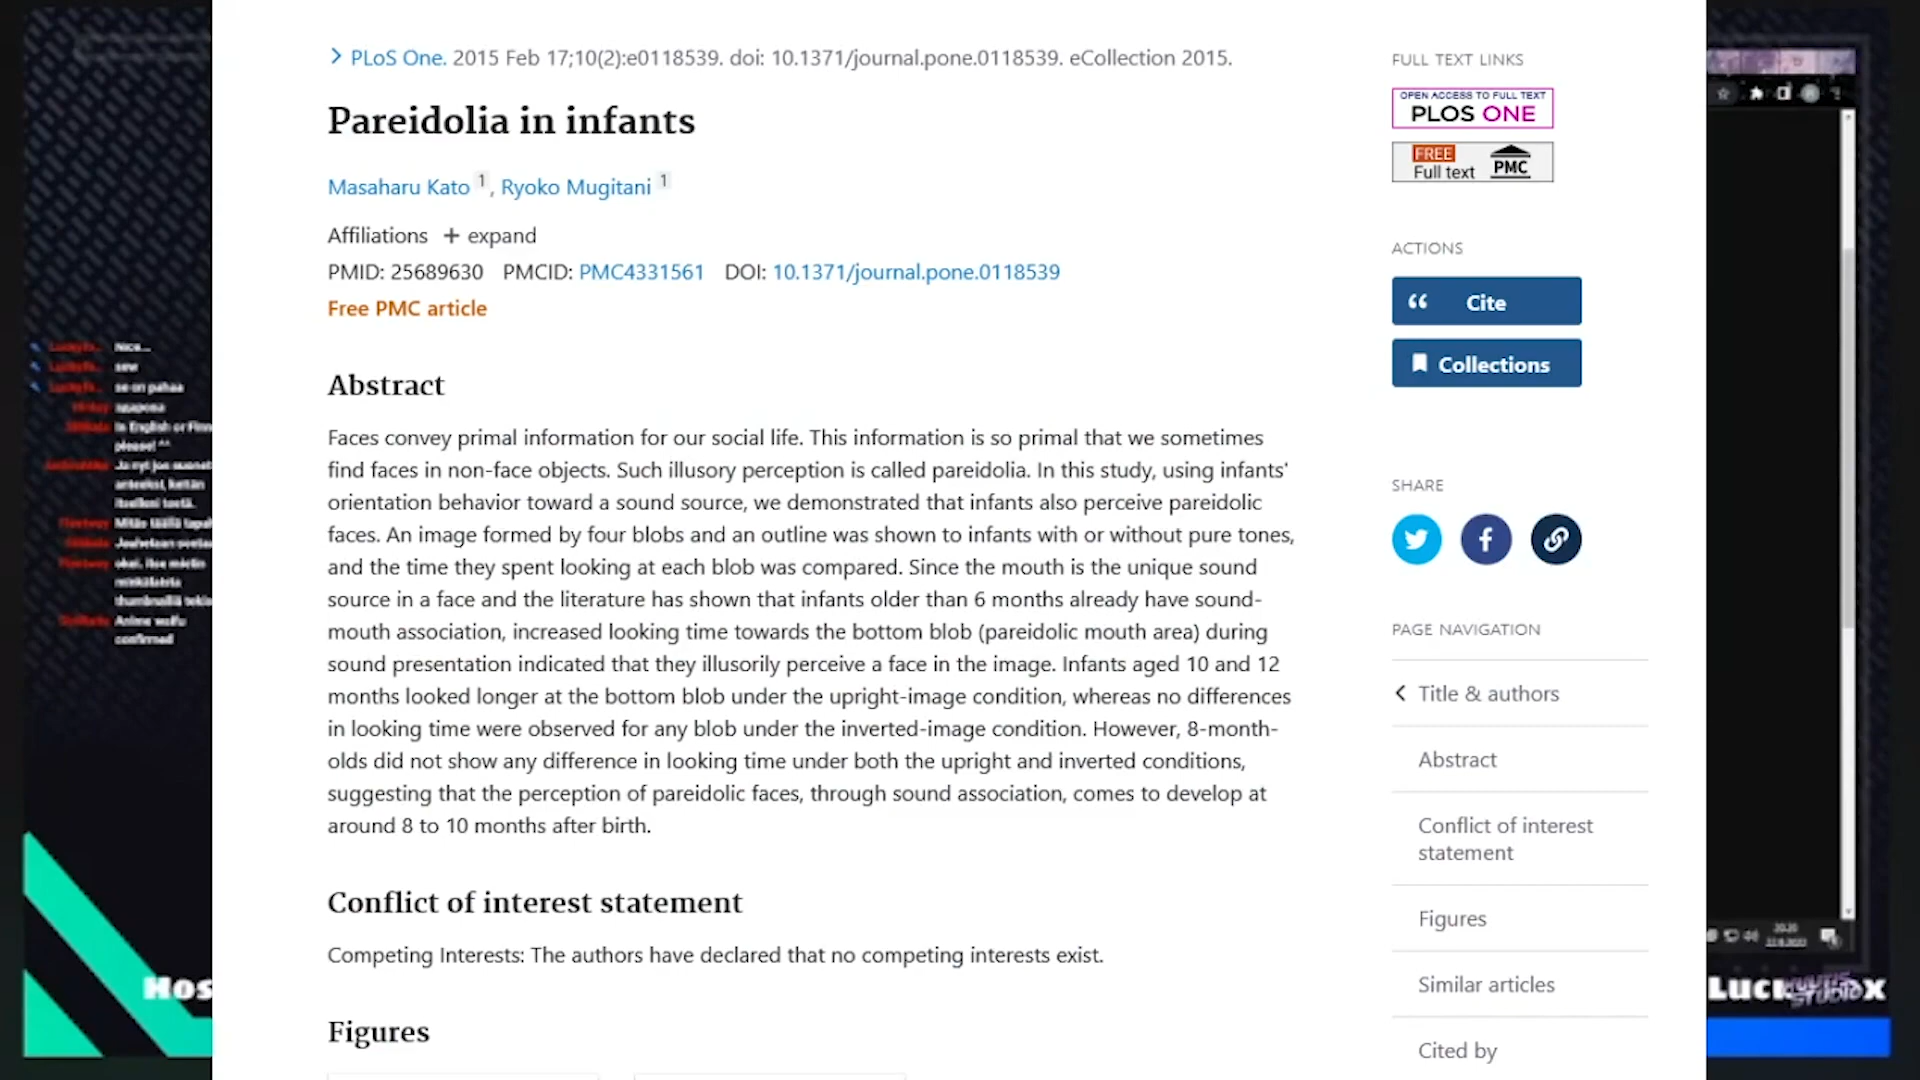 PLoS One. 2015 Feb 17;10(2):e0118539. doi: 10.1371/journal.pone.0118539. eCollection 2015.
Pareidolia in infants
Masaharu Kato 1, Ryoko Mugitani 1
Affiliations + expand
PMID: 25689630 PMCID: PMC4331561 DOI: 10.1371/journal.pone.0118539
Free PMC article
Abstract
Faces convey primal information for our social life. This information is so primal that we sometimes
find faces in non-face objects. Such illusory perception is called pareidolia. In this study, using infants'
orientation behavior toward a sound source, we demonstrated that infants also perceive pareidolic
faces. An image formed by four blobs and an outline was shown to infants with or without pure tones,
and the time they spent looking at each blob was compared. Since the mouth is the unique sound
source in a face and the literature has shown that infants older than 6 months already have sound-
mouth association, increased looking time towards the bottom blob (pareidolic mouth area) during
sound presentation indicated that they illusorily perceive a face in the image. Infants aged 10 and 12
months looked longer at the bottom blob under the upright-image condition, whereas no differences
in looking time were observed for any blob under the inverted-image condition. However, 8-month-
olds did not show any difference in looking time under both the upright and inverted conditions,
suggesting that the perception of pareidolic faces, through sound association, comes to develop at
around 8 to 10 months after birth.
Conflict of interest statement
Competing Interests: The authors have declared that no competing interests exist.
Figures
FULL TEXT LINKS
OPEN ACCESS TO FULL TEXT
PLOS ONE
FREE
Full text PMC
ACTIONS
Cite
Collections
SHARE
PAGE NAVIGATION
Title & authors
Abstract
Conflict of interest
statement
Figures
Similar articles
Cited by
Nice...
se on pahaa
In English or Finn
please! ^^
Anime waifu
confirmed
Hos